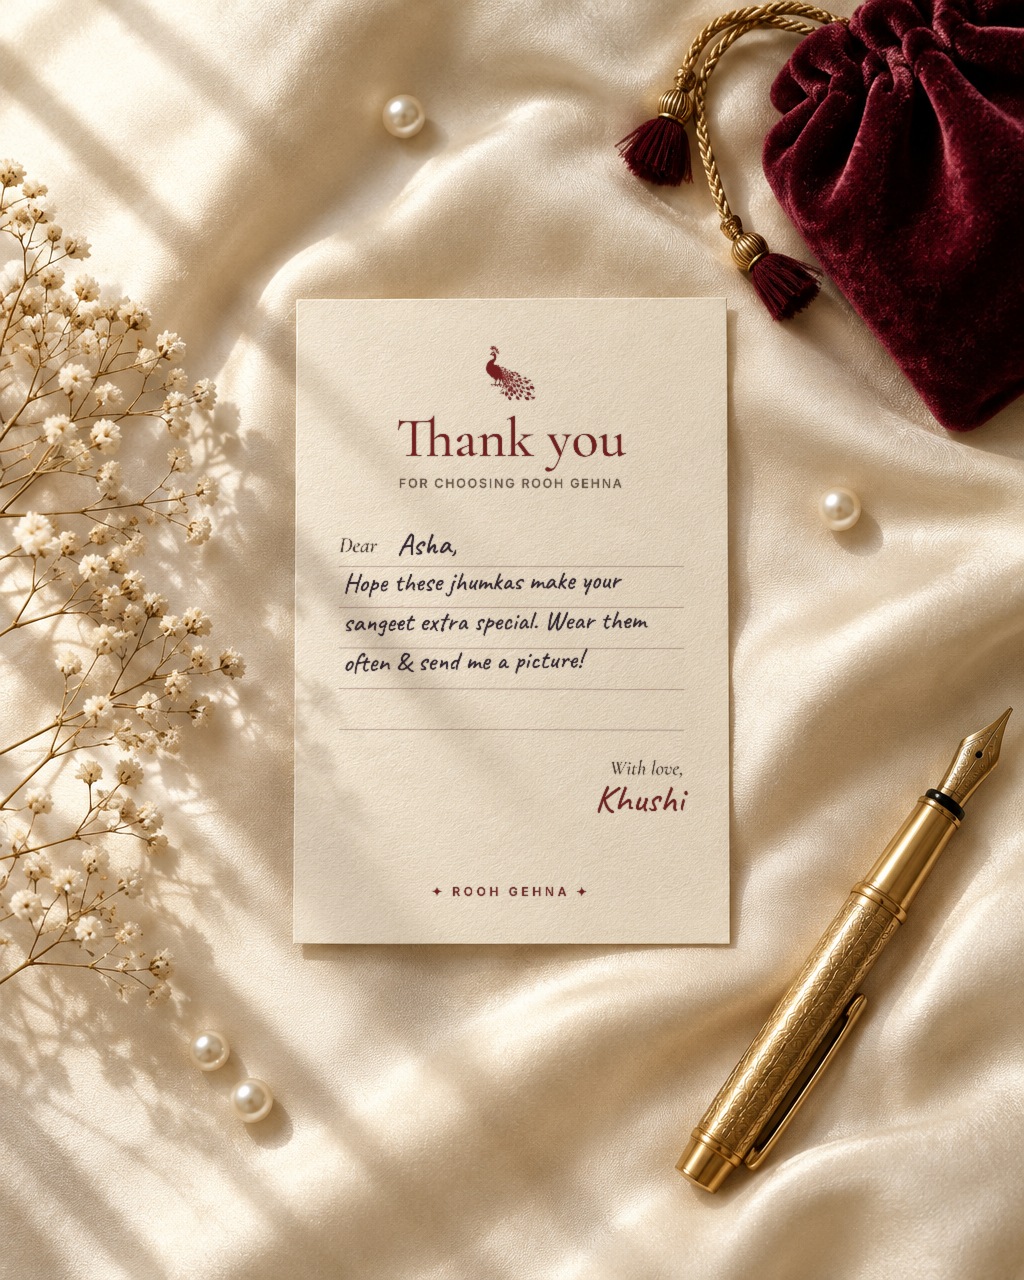 Thank you
FOR CHOOSING ROOH GEHNA
Dear Asha,
Hope these jhumkas make your
sangeet extra special. Wear them
often & send me a picture!
With love,
Khushi
✦ ROOH GEHNA ✦